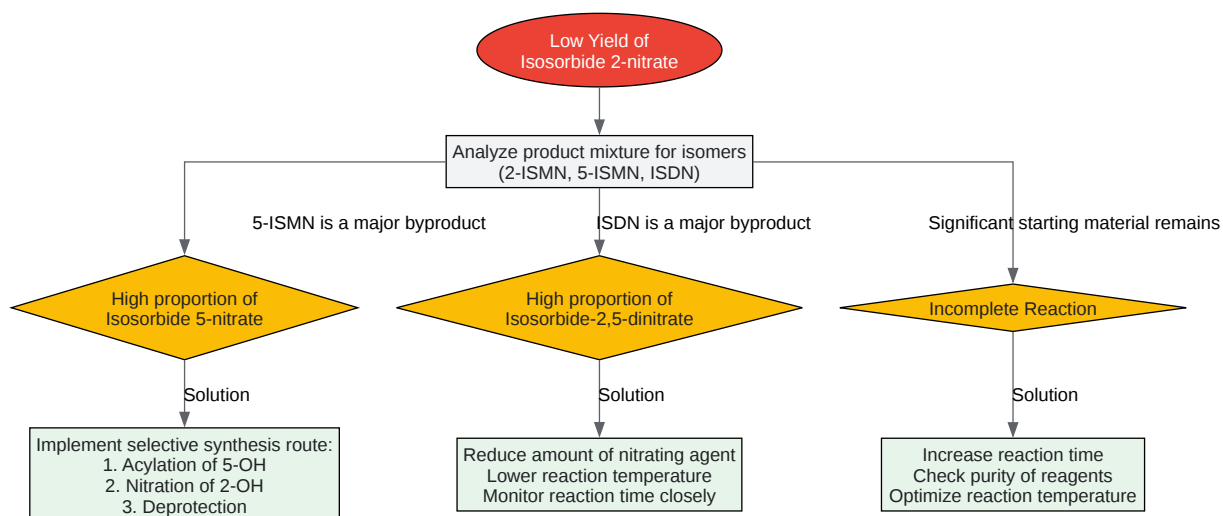 Low Yield of
Isosorbide 2-nitrate
Analyze product mixture for isomers
(2-ISMN, 5-ISMN, ISDN)
5-ISMN is a major byproduct
ISDN is a major byproduct
Significant starting material remains
High proportion of
Isosorbide 5-nitrate
High proportion of
Isosorbide-2,5-dinitrate
Incomplete Reaction
Solution
Solution
Solution
Implement selective synthesis route:
1. Acylation of 5-OH
2. Nitration of 2-OH
3. Deprotection
Reduce amount of nitrating agent
Lower reaction temperature
Monitor reaction time closely
Increase reaction time
Check purity of reagents
Optimize reaction temperature